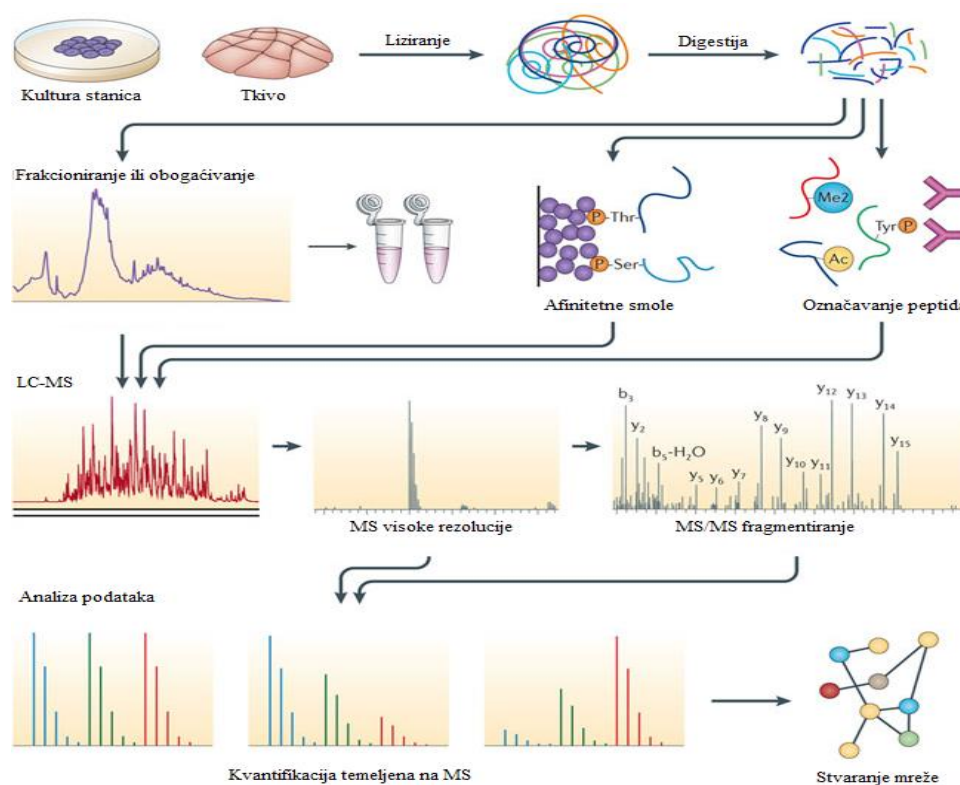 Liziranje
Digestija
Kultura stanica
Tkivo
Frakcioniranje ili obogaćivanje
P-Thr
P-Ser
Me2
Tyr P
Ac
Afinitetne smole
Označavanje peptida
LC-MS
b3
y2
b5-H2O
y5
y6
y7
y8
y9
y10
y11
y12
y13
y14
y15
MS visoke rezolucije
MS/MS fragmentiranje
Analiza podataka
Kvantifikacija temeljena na MS
Stvaranje mreže